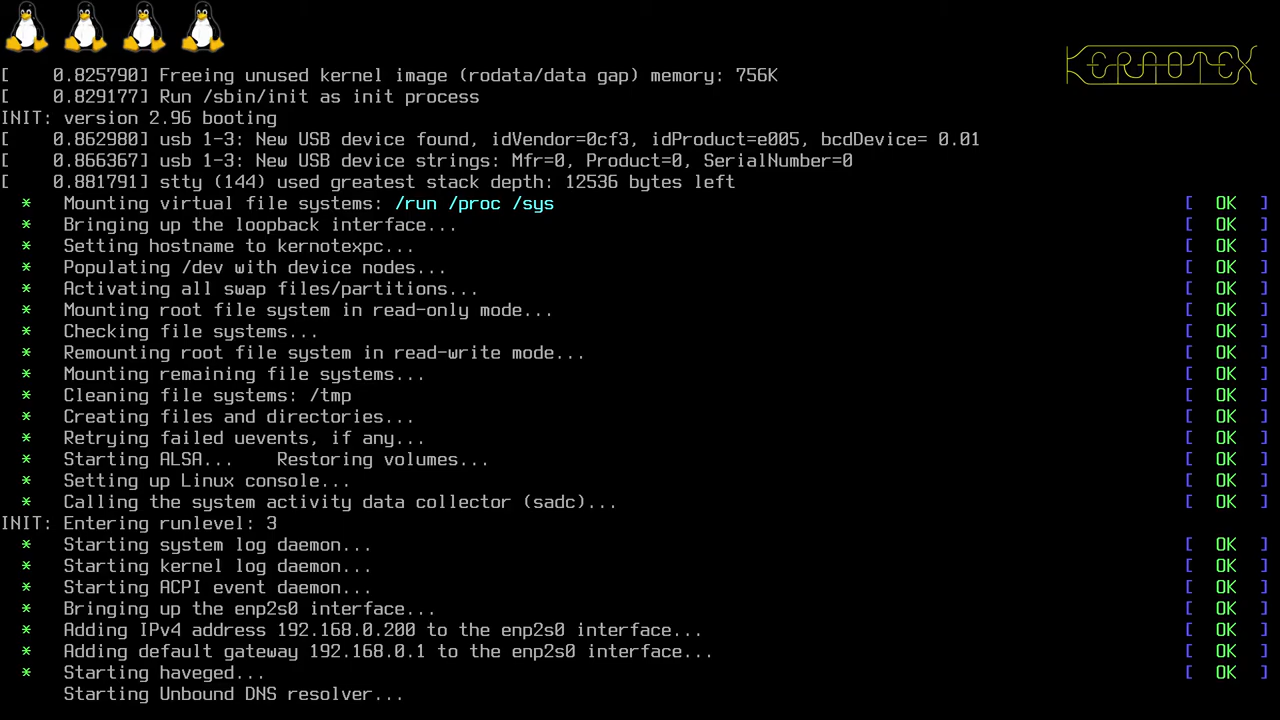 KERNOTEX
[    0.825790] Freeing unused kernel image (rodata/data gap) memory: 756K
[    0.829177] Run /sbin/init as init process
INIT: version 2.96 booting
[    0.862980] usb 1-3: New USB device found, idVendor=0cf3, idProduct=e005, bcdDevice= 0.01
[    0.866367] usb 1-3: New USB device strings: Mfr=0, Product=0, SerialNumber=0
[    0.881791] stty (144) used greatest stack depth: 12536 bytes left
* Mounting virtual file systems: /run /proc /sys [ OK ]
* Bringing up the loopback interface... [ OK ]
* Setting hostname to kernotexpc... [ OK ]
* Populating /dev with device nodes... [ OK ]
* Activating all swap files/partitions... [ OK ]
* Mounting root file system in read-only mode... [ OK ]
* Checking file systems... [ OK ]
* Remounting root file system in read-write mode... [ OK ]
* Mounting remaining file systems... [ OK ]
* Cleaning file systems: /tmp [ OK ]
* Creating files and directories... [ OK ]
* Retrying failed uevents, if any... [ OK ]
* Starting ALSA...    Restoring volumes... [ OK ]
* Setting up Linux console... [ OK ]
* Calling the system activity data collector (sadc)... [ OK ]
INIT: Entering runlevel: 3
* Starting system log daemon... [ OK ]
* Starting kernel log daemon... [ OK ]
* Starting ACPI event daemon... [ OK ]
* Bringing up the enp2s0 interface... [ OK ]
* Adding IPv4 address 192.168.0.200 to the enp2s0 interface... [ OK ]
* Adding default gateway 192.168.0.1 to the enp2s0 interface... [ OK ]
* Starting haveged... [ OK ]
Starting Unbound DNS resolver...